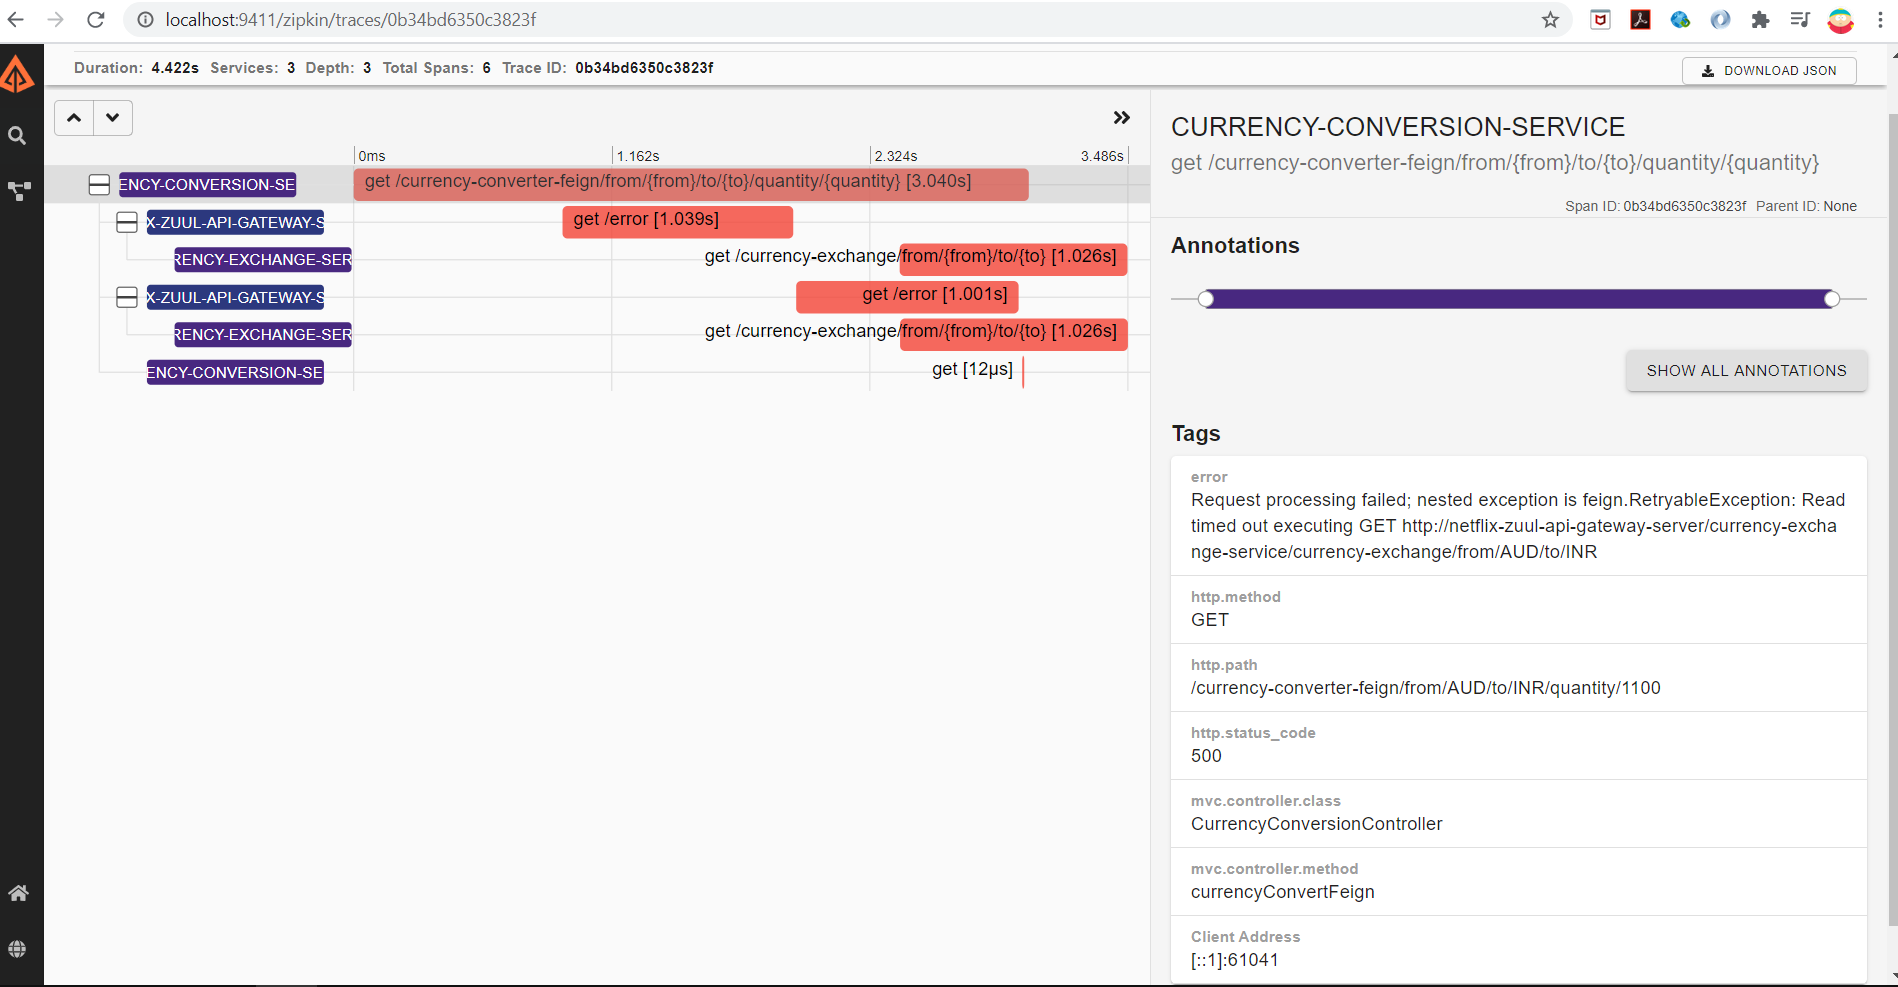 localhost:9411/zipkin/traces/0b34bd6350c3823f
Duration: 4.422s Services: 3 Depth: 3 Total Spans: 6 Trace ID: 0b34bd6350c3823f
DOWNLOAD JSON
0ms 1.162s 2.324s 3.486s
ENCY-CONVERSION-SE get /currency-converter-feign/from/{from}/to/{to}/quantity/{quantity} [3.040s]
X-ZUUL-API-GATEWAY-S get /error [1.039s]
RENCY-EXCHANGE-SER get /currency-exchange/from/{from}/to/{to} [1.026s]
X-ZUUL-API-GATEWAY-S get /error [1.001s]
RENCY-EXCHANGE-SER get /currency-exchange/from/{from}/to/{to} [1.026s]
ENCY-CONVERSION-SE get [12μs]
CURRENCY-CONVERSION-SERVICE
get /currency-converter-feign/from/{from}/to/{to}/quantity/{quantity}
Span ID: 0b34bd6350c3823f Parent ID: None
Annotations
SHOW ALL ANNOTATIONS
Tags
error
Request processing failed; nested exception is feign.RetryableException: Read
timed out executing GET http://netflix-zuul-api-gateway-server/currency-excha
nge-service/currency-exchange/from/AUD/to/INR
http.method
GET
http.path
/currency-converter-feign/from/AUD/to/INR/quantity/1100
http.status_code
500
mvc.controller.class
CurrencyConversionController
mvc.controller.method
currencyConvertFeign
Client Address
[::1]:61041